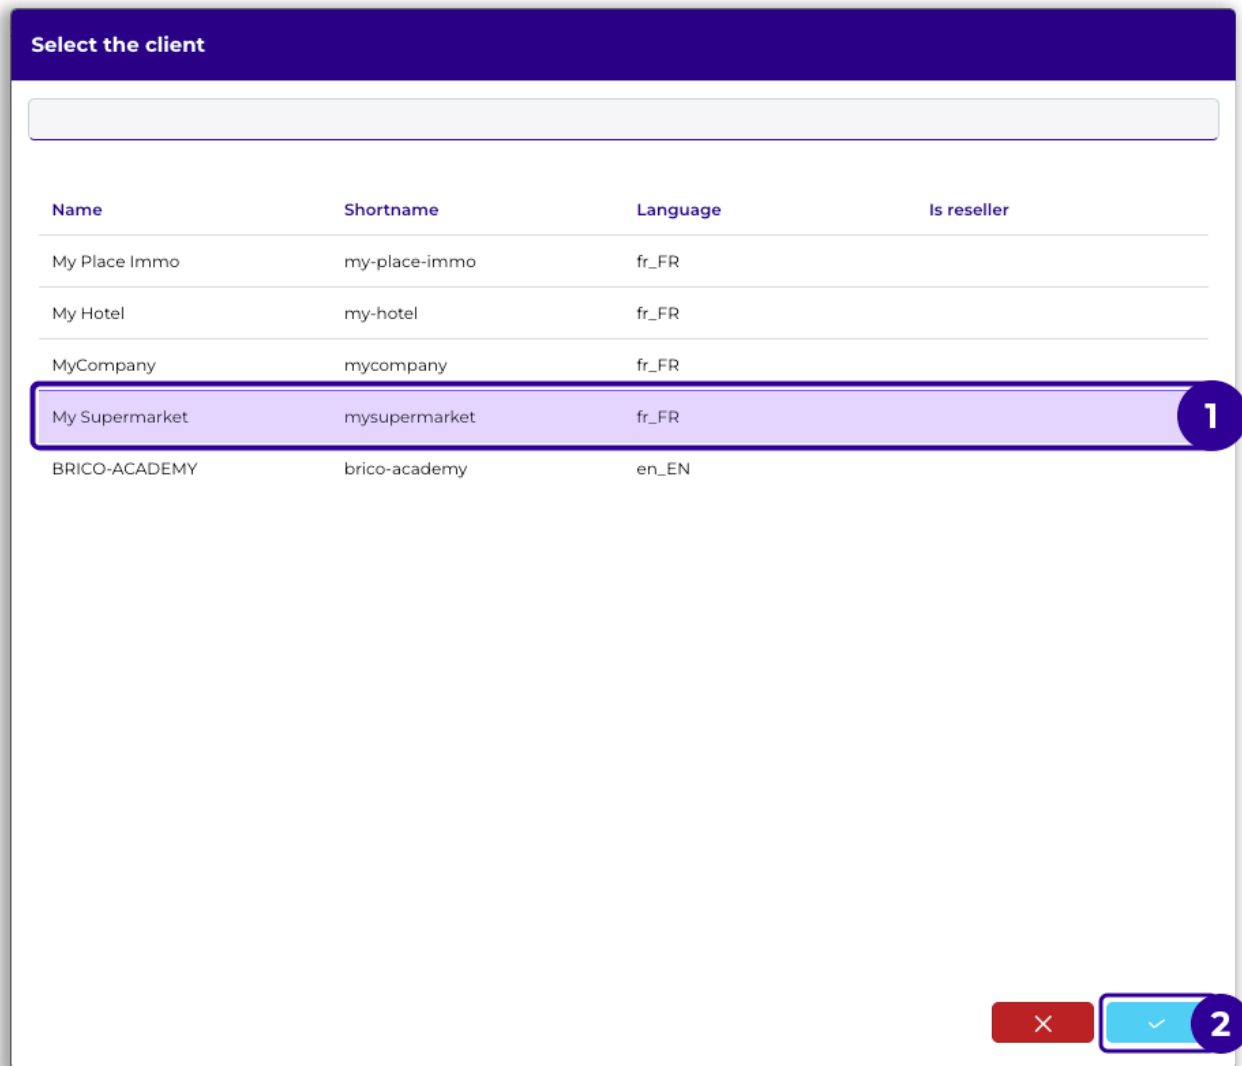 Select the client
Name Shortname Language Is reseller
My Place Immo my-place-immo fr_FR
My Hotel my-hotel fr_FR
MyCompany mycompany fr_FR
My Supermarket mysupermarket fr_FR 1
BRICO-ACADEMY brico-academy en_EN
2